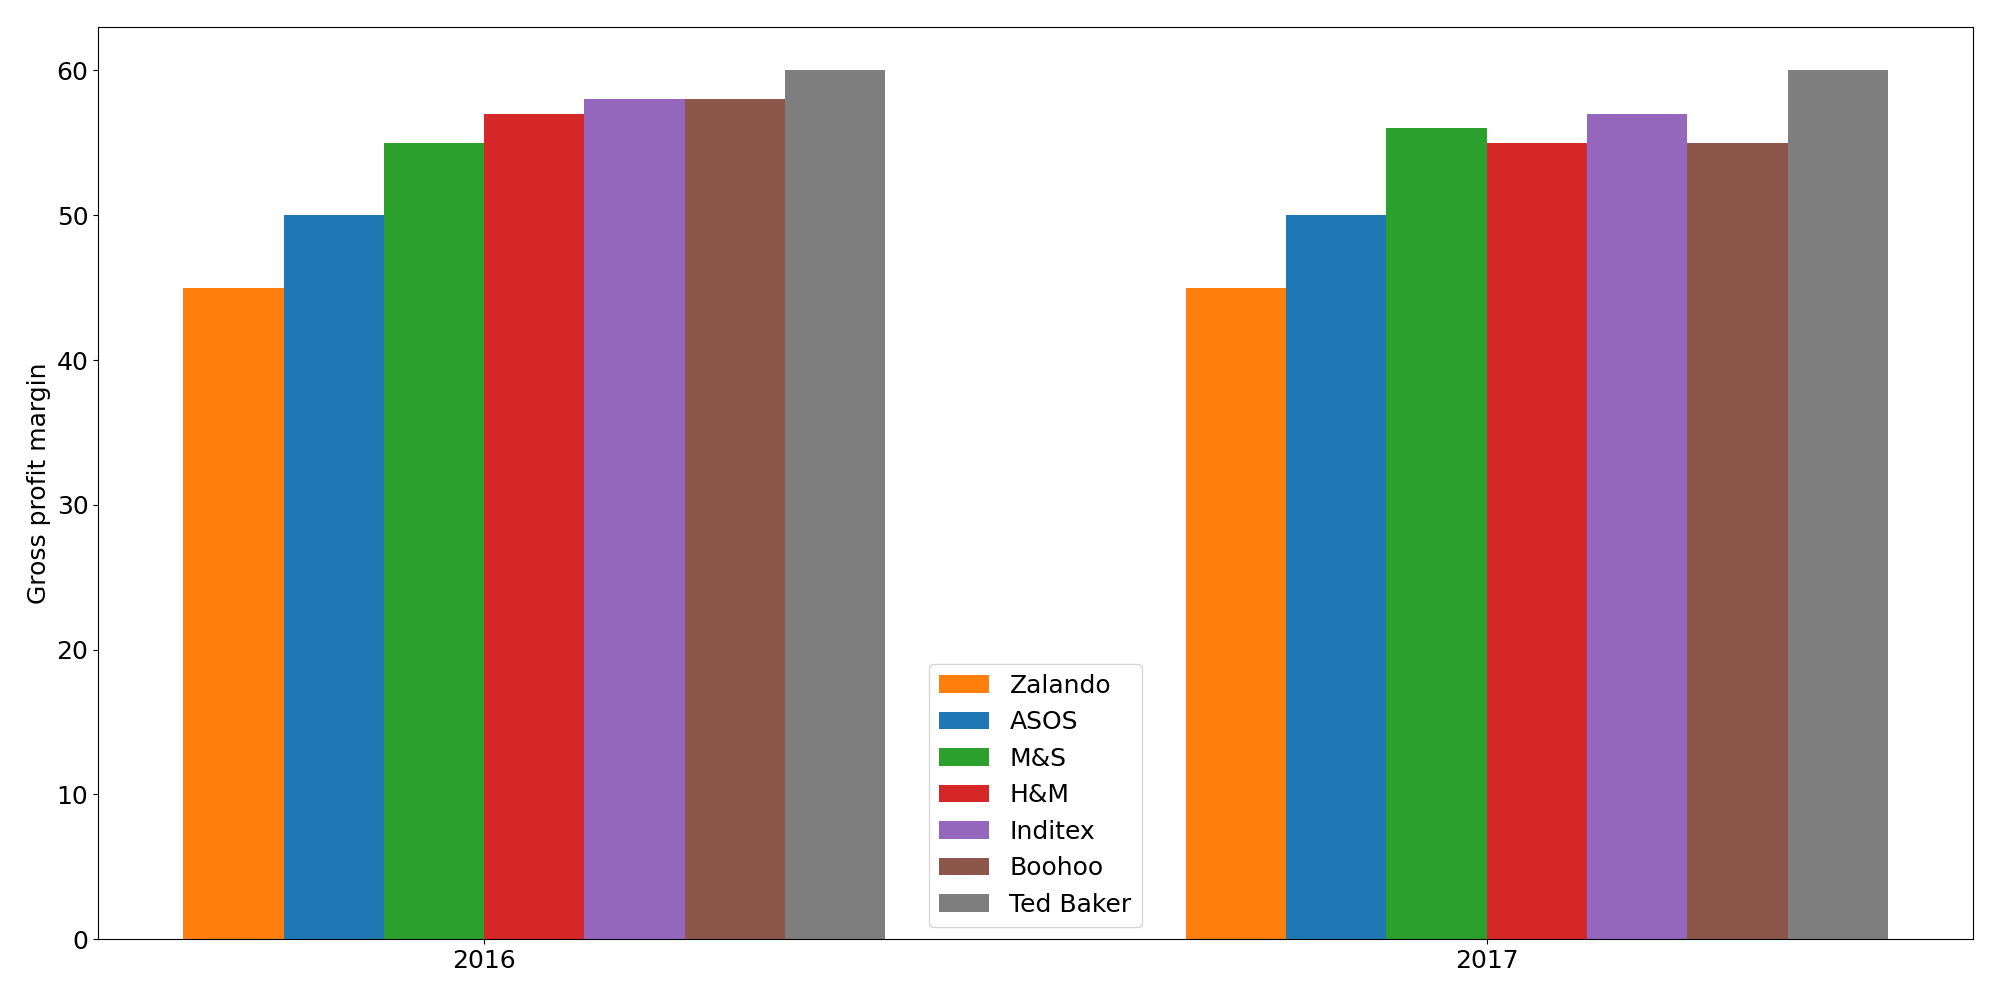 Gross profit margin
60
50
40
30
20
10
0
2016
2017
Zalando
ASOS
M&S
H&M
Inditex
Boohoo
Ted Baker